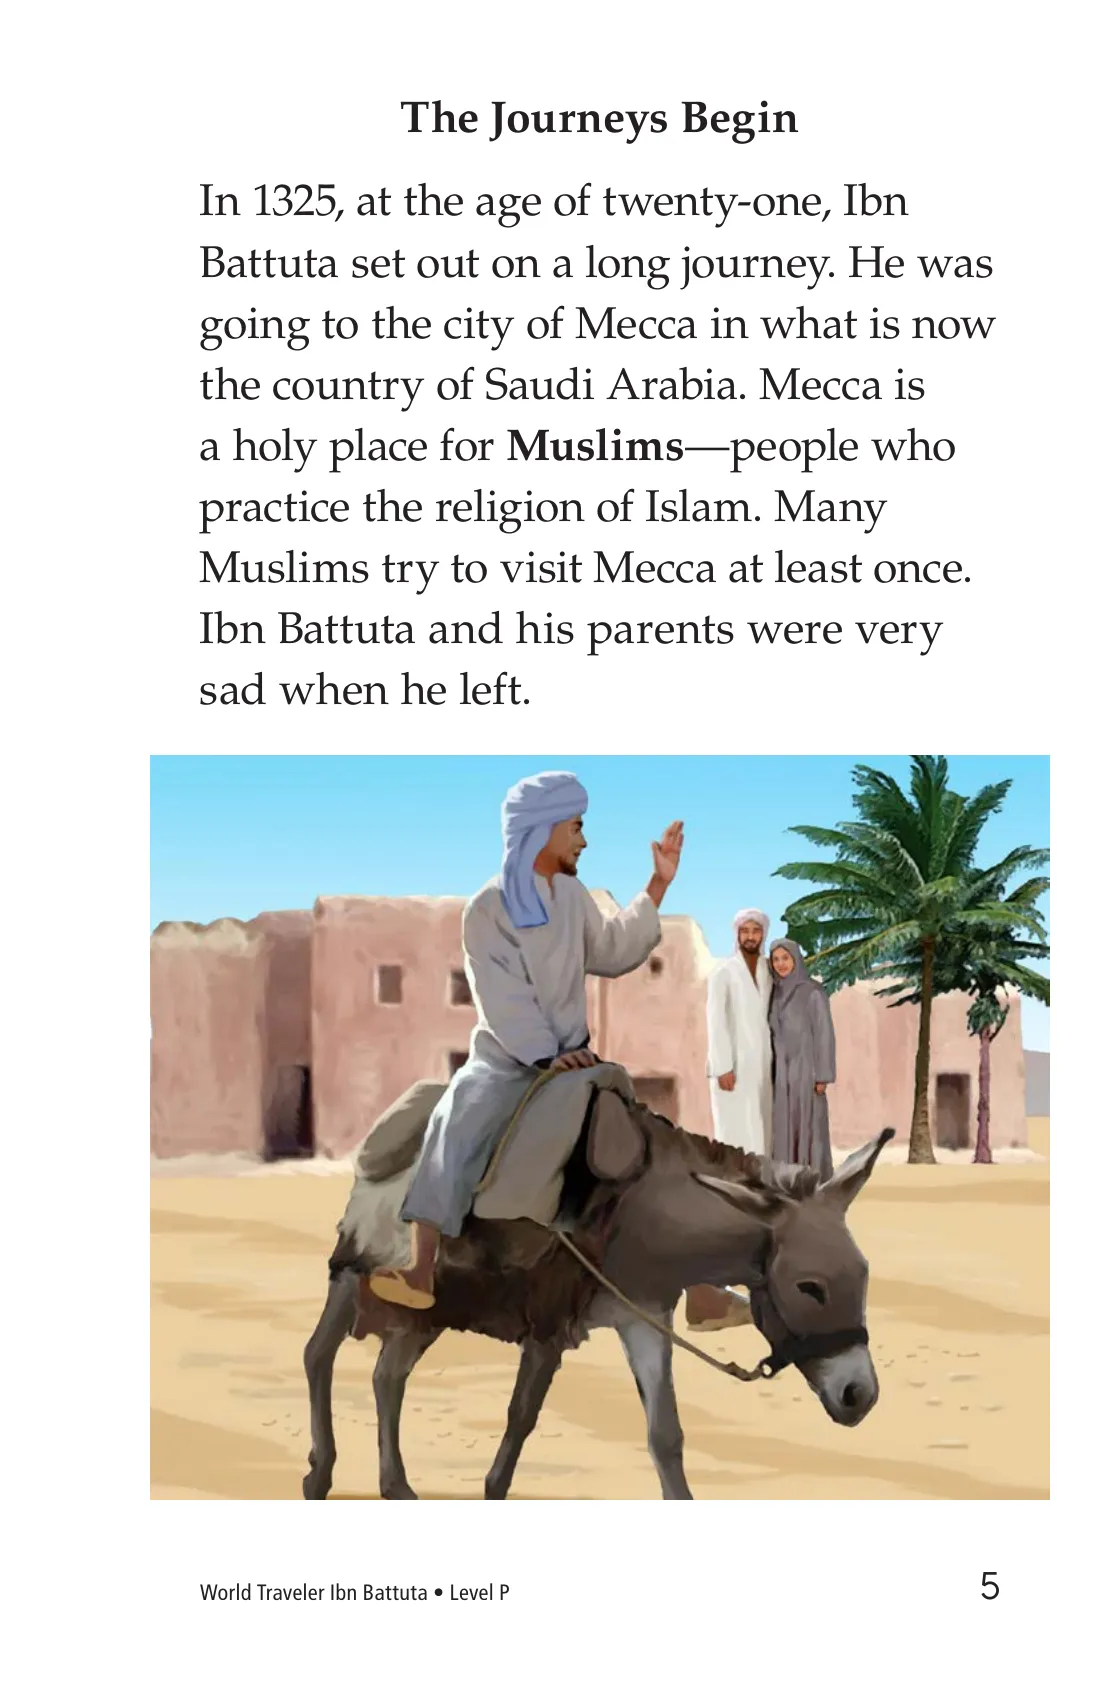 The Journeys Begin
In 1325, at the age of twenty-one, Ibn
Battuta set out on a long journey. He was
going to the city of Mecca in what is now
the country of Saudi Arabia. Mecca is
a holy place for Muslims—people who
practice the religion of Islam. Many
Muslims try to visit Mecca at least once.
Ibn Battuta and his parents were very
sad when he left.
World Traveler Ibn Battuta • Level P
5